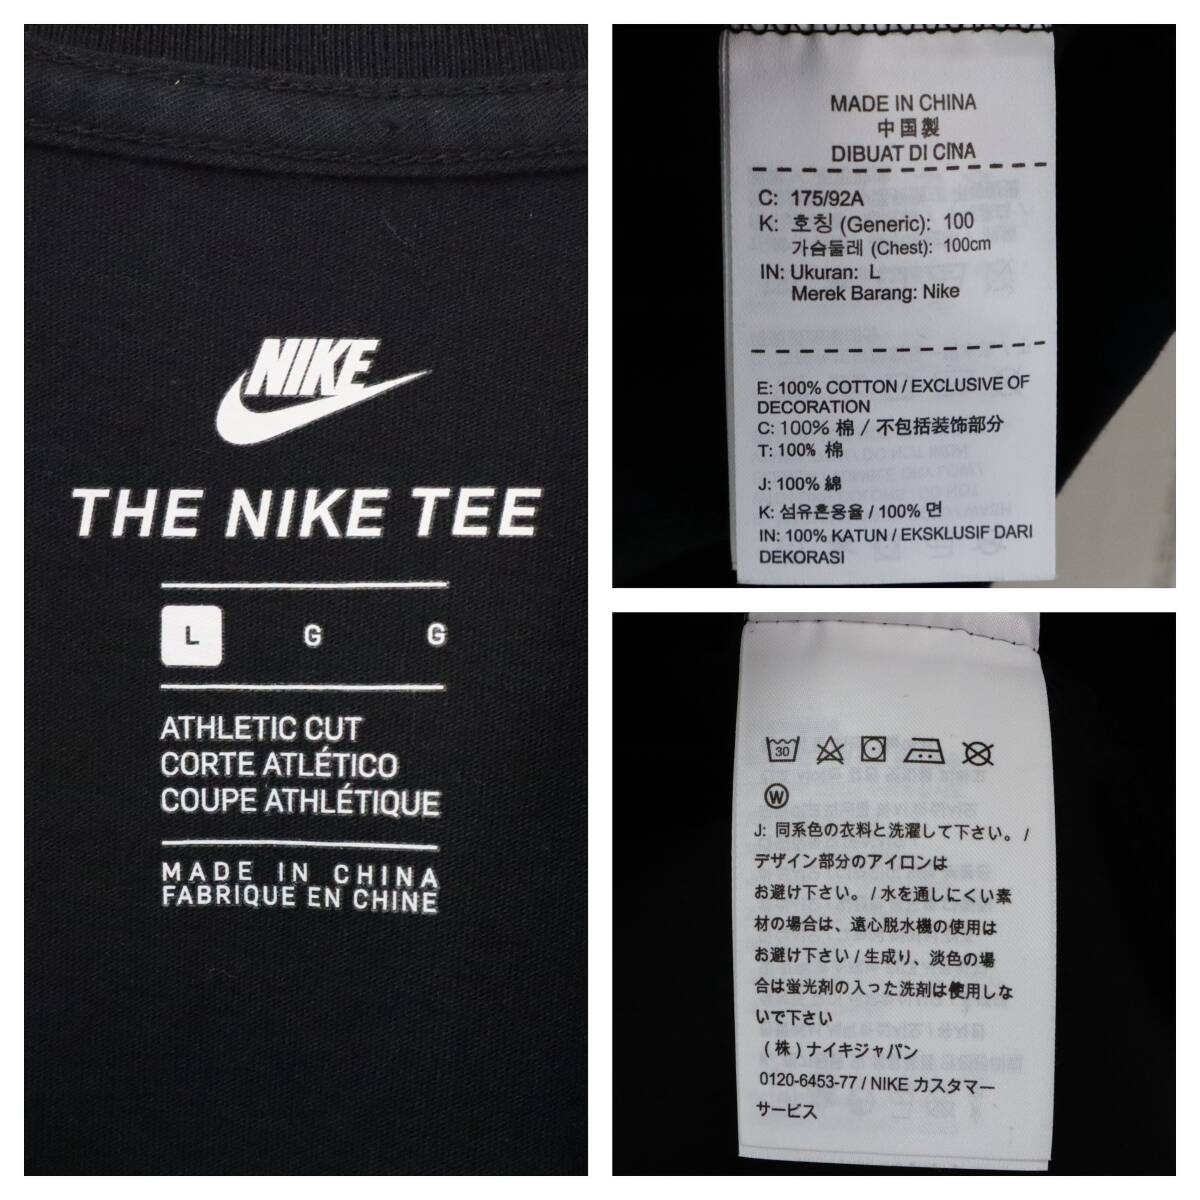 NIKE
THE NIKE TEE
L G G
ATHLETIC CUT
CORTE ATLÉTICO
COUPE ATHLÉTIQUE
MADE IN CHINA
FABRIQUE EN CHINE
MADE IN CHINA
中国製
DIBUAT DI CINA
C: 175/92A
K: 호칭 (Generic): 100
가슴둘레 (Chest): 100cm
IN: Ukuran: L
Merek Barang: Nike
E: 100% COTTON / EXCLUSIVE OF
DECORATION
C: 100% 棉 / 不包括装饰部分
T: 100% 棉
J: 100% 綿
K: 섬유혼용율 / 100% 면
IN: 100% KATUN / EKSKLUSIF DARI
DEKORASI
30
W
J: 同系色の衣料と洗濯して下さい。/
デザイン部分のアイロンは
お避け下さい。/ 水を通しにくい素
材の場合は、遠心脱水機の使用は
お避け下さい / 生成り、淡色の場
合は蛍光剤の入った洗剤は使用しな
いで下さい
(株) ナイキジャパン
0120-6453-77 / NIKE カスタマー
サービス